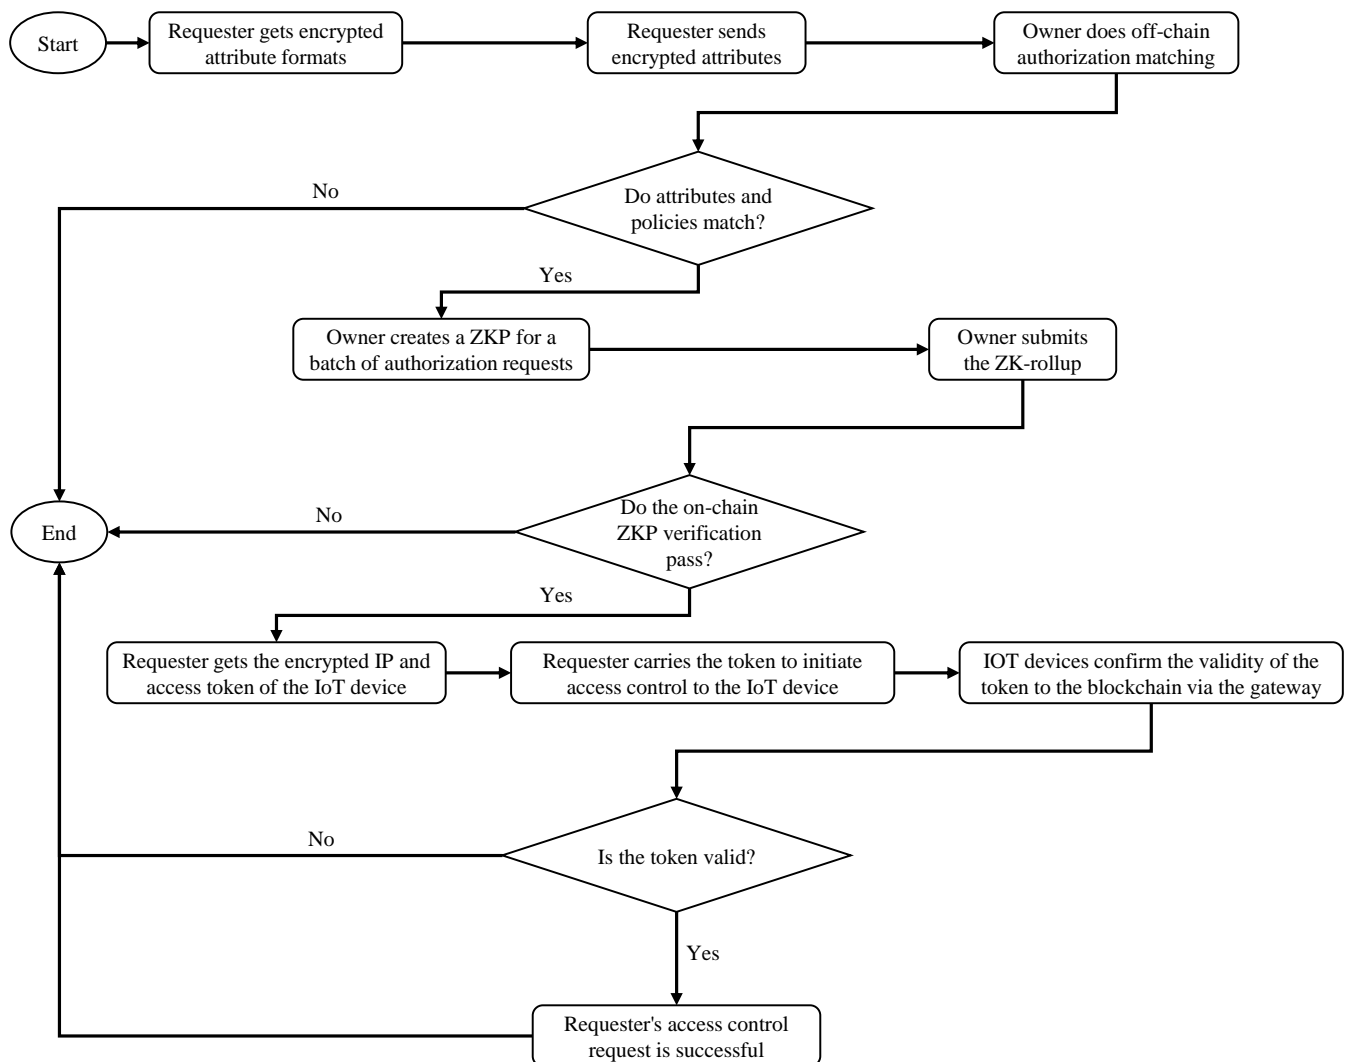 Start
Requester gets encrypted
attribute formats
Requester sends
encrypted attributes
Owner does off-chain
authorization matching
Do attributes and
policies match?
No
Yes
Owner creates a ZKP for a
batch of authorization requests
Owner submits
the ZK-rollup
Do the on-chain
ZKP verification
pass?
No
End
Yes
Requester gets the encrypted IP and
access token of the IoT device
Requester carries the token to initiate
access control to the IoT device
IOT devices confirm the validity of the
token to the blockchain via the gateway
Is the token valid?
No
Yes
Requester's access control
request is successful